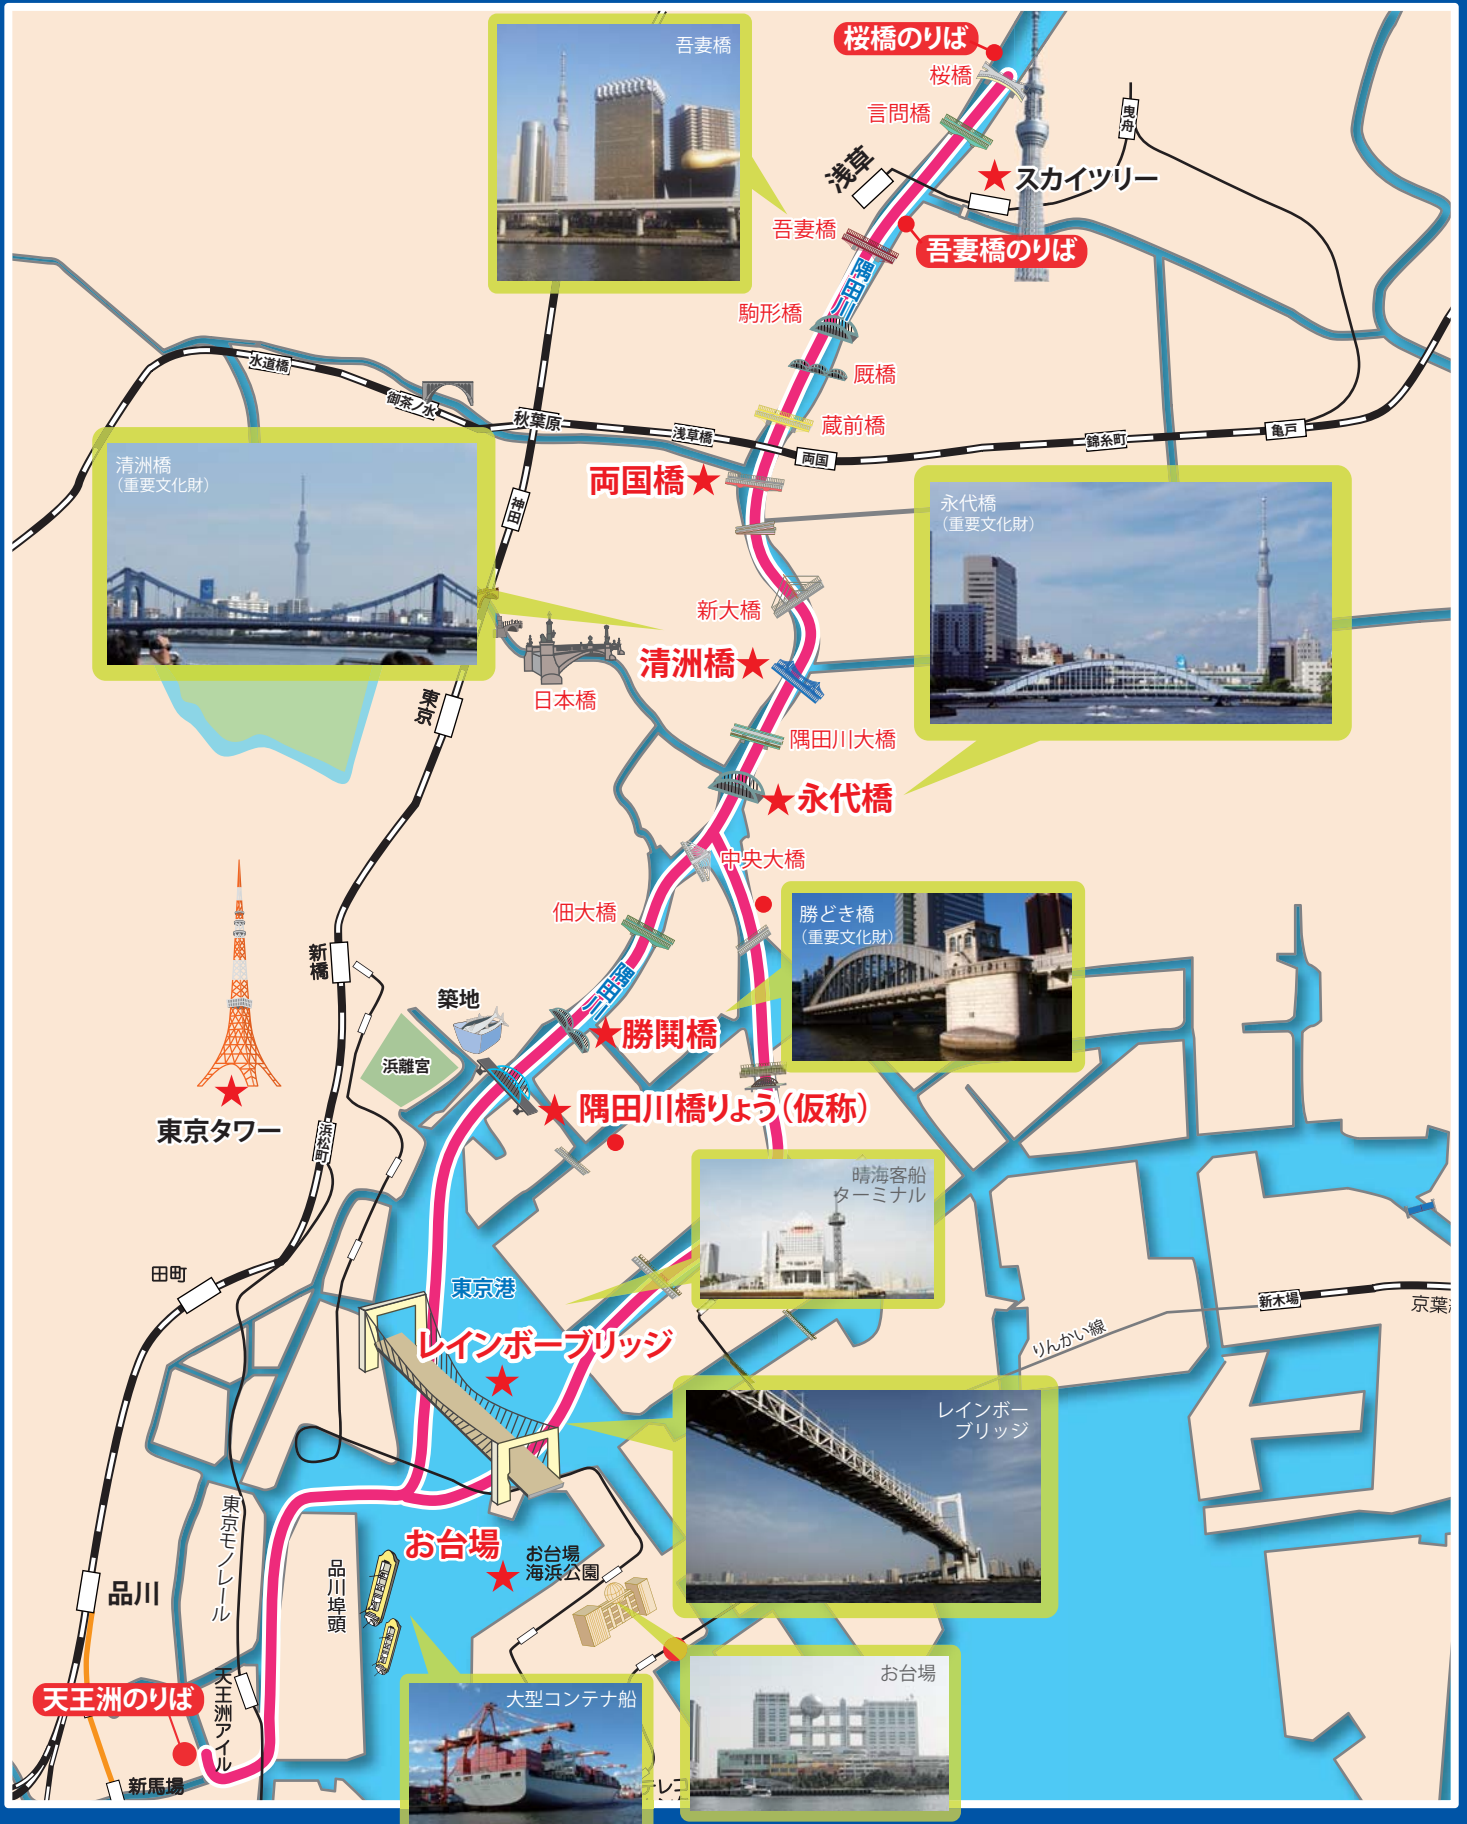 吾妻橋
桜橋のりば
桜橋
言問橋
曳舟
浅草
スカイツリー
吾妻橋
吾妻橋のりば
隅田川
駒形橋
厩橋
水道橋
御茶ノ水
秋葉原
浅草橋
蔵前橋
両国
錦糸町
亀戸
清洲橋
（重要文化財）
両国橋
神田
永代橋
（重要文化財）
新大橋
清洲橋
日本橋
東京
隅田川大橋
永代橋
中央大橋
佃大橋
勝どき橋
（重要文化財）
新橋
隅田川
築地
勝鬨橋
浜離宮
隅田川橋りょう（仮称）
東京タワー
浜松町
晴海客船
ターミナル
田町
東京港
新木場
京葉
りんかい線
レインボーブリッジ
レインボー
ブリッジ
東京モノレール
お台場
お台場
海浜公園
品川
品川埠頭
天王洲のりば
天王洲アイル
大型コンテナ船
お台場
新馬場
テレコ